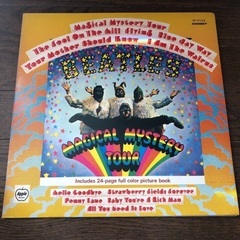 Magical Mystery Tour
The Fool On The Hill Flying Blue Jay Way
Your Mother Should Know I Am The Walrus
BEATLES
MAGICAL MYSTERY
TOUR
Includes 24-page full color picture book
Hello Goodbye Strawberry Fields Forever
Penny Lane Baby You're A Rich Man
All You Need Is Love
Apple